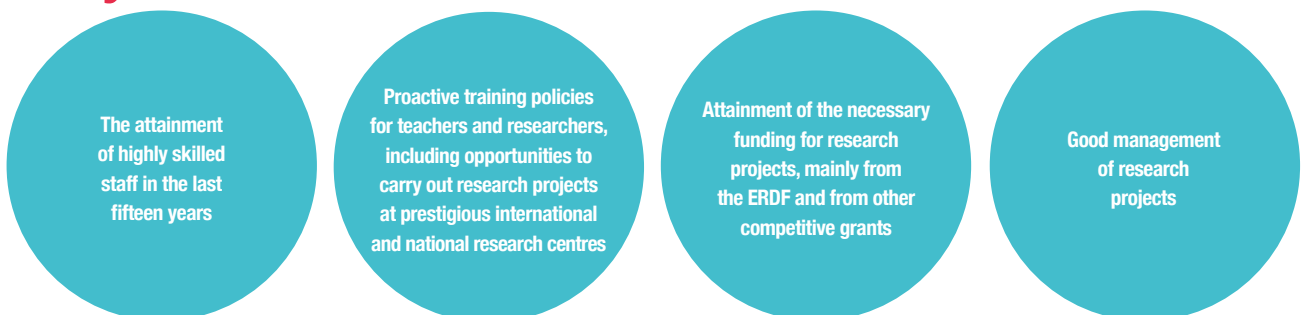 The attainment
of highly skilled
staff in the last
fifteen years
Proactive training policies
for teachers and researchers,
including opportunities to
carry out research projects
at prestigious international
and national research centres
Attainment of the necessary
funding for research
projects, mainly from
the ERDF and from other
competitive grants
Good management
of research
projects